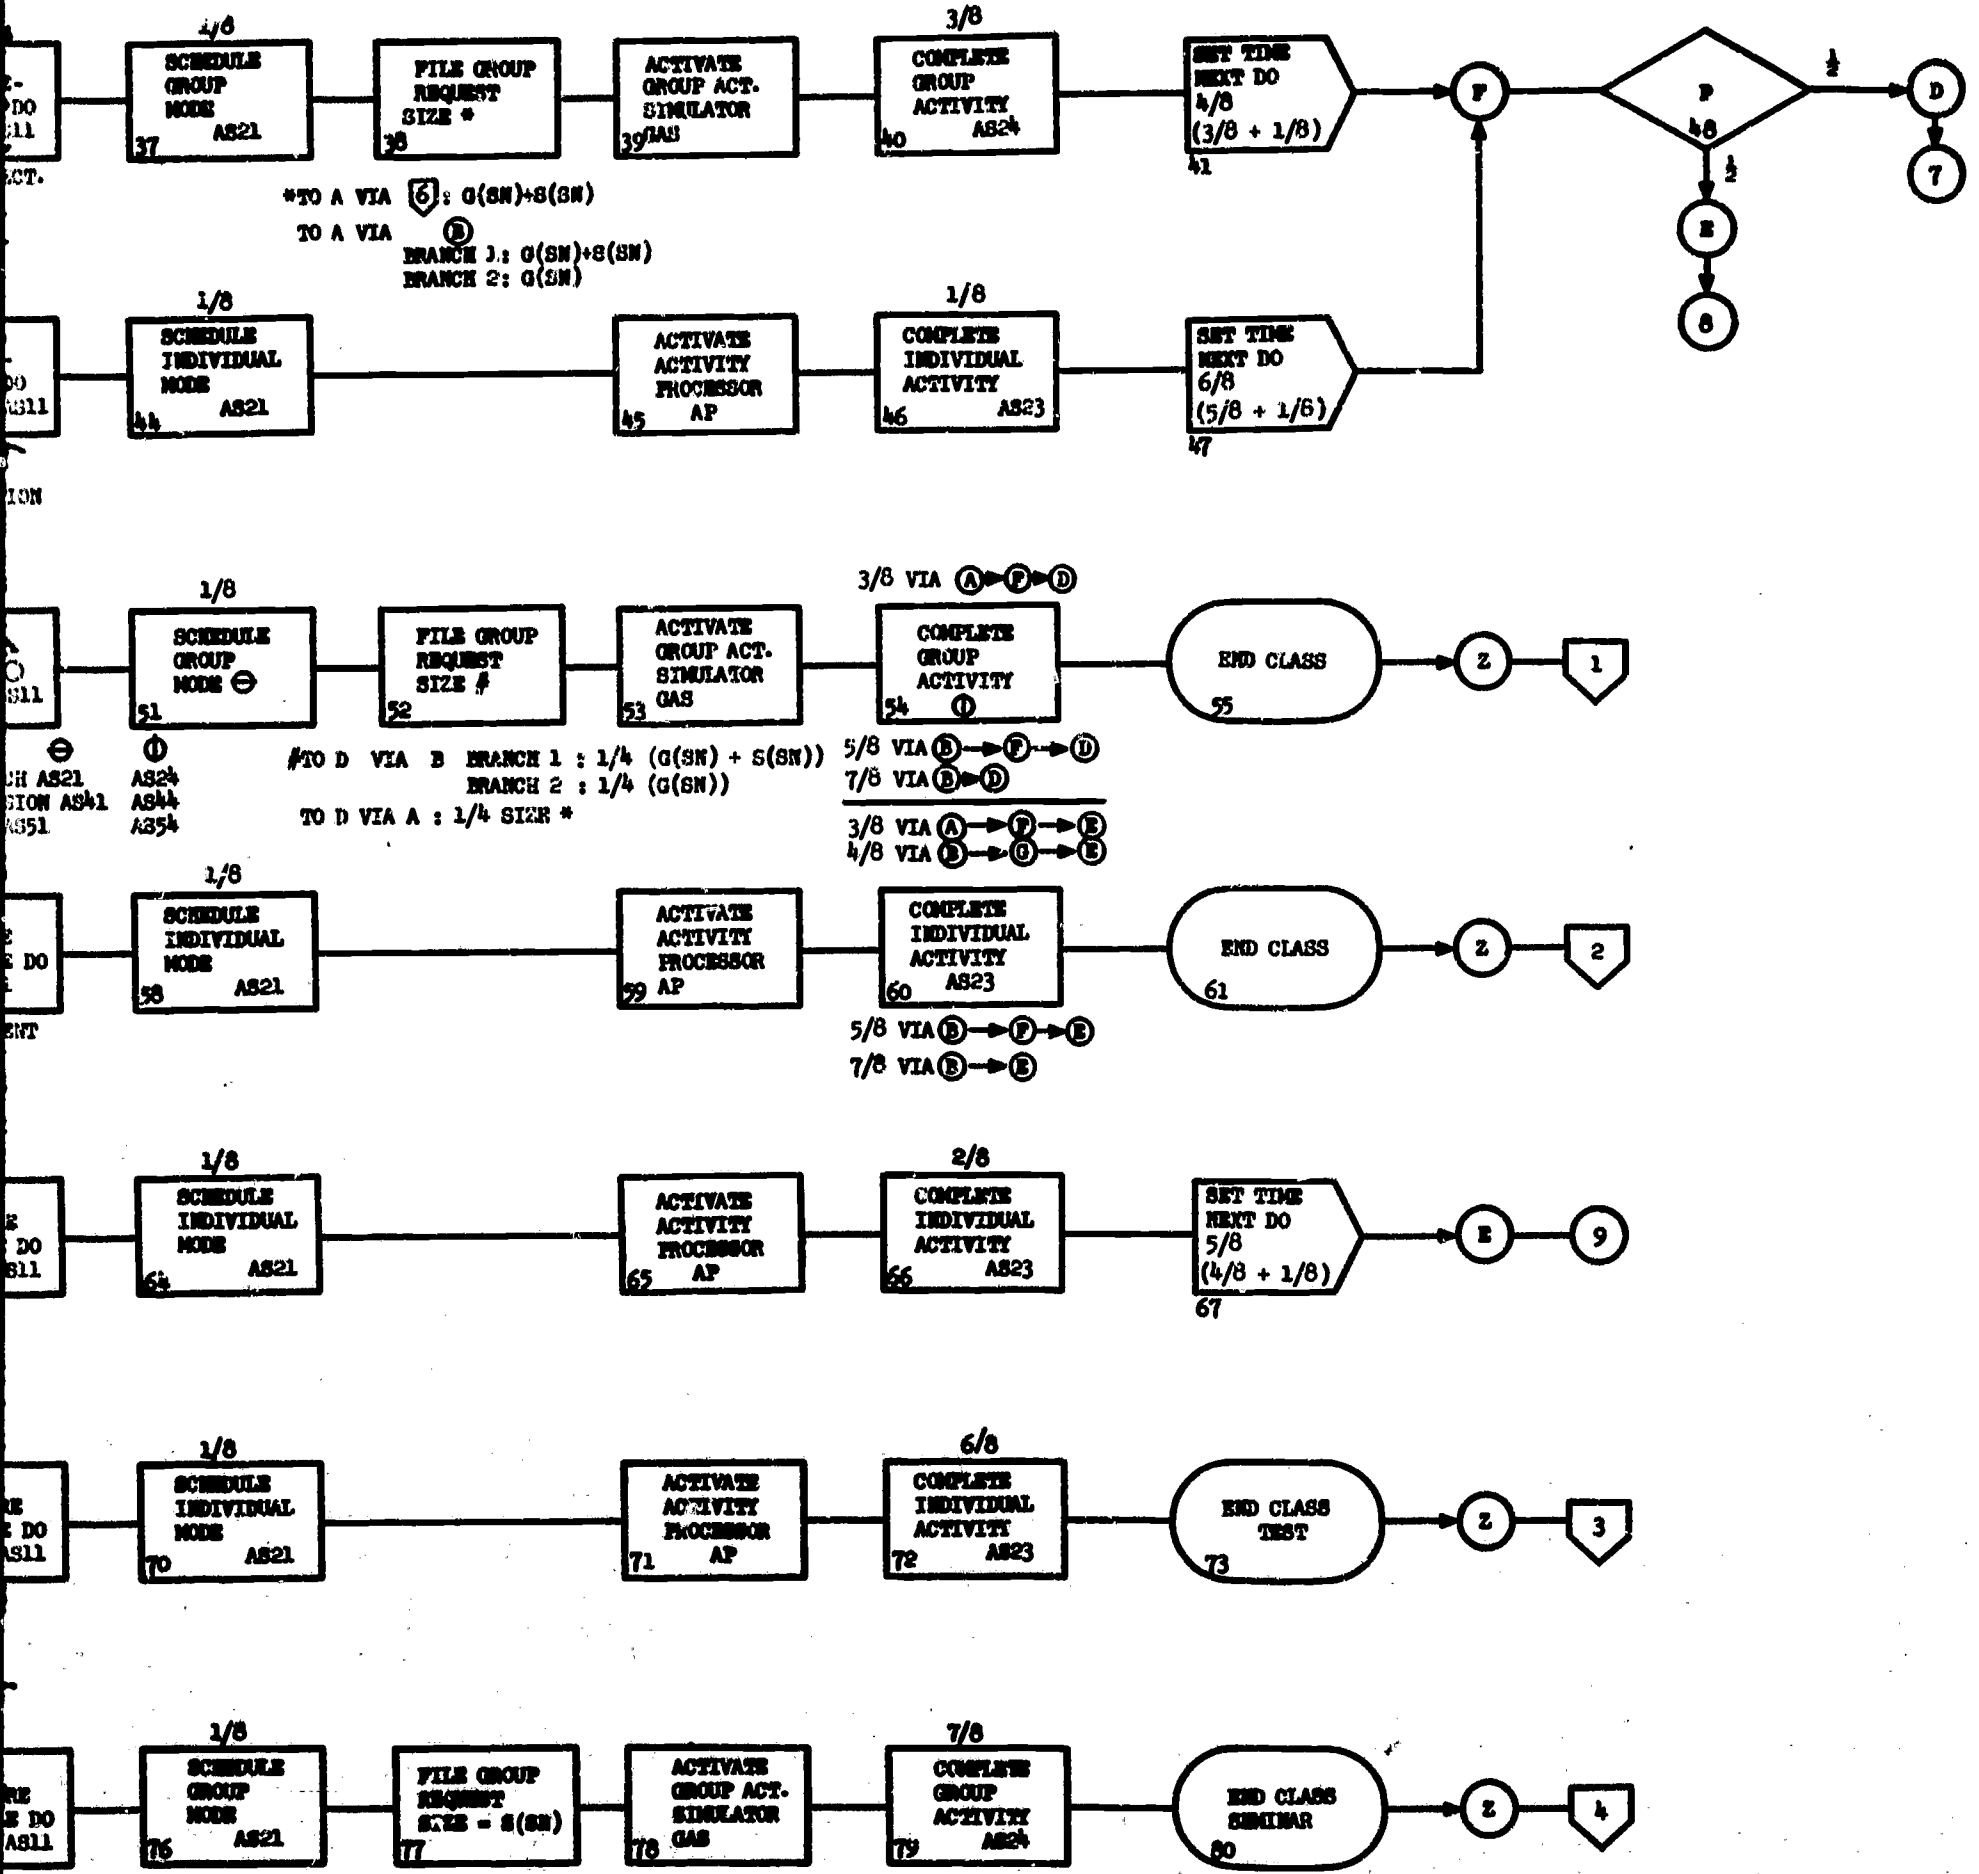 1/8
3/8
DO
SCHEDULE
GROUP
MODE
AS21
37
FILE GROUP
REQUEST
SIZE *
38
ACTIVATE
GROUP ACT.
SIMULATOR
GAS
39
COMPLETE
GROUP
ACTIVITY
AS24
40
SET TIME
NEXT DO
4/8
(3/8 + 1/8)
41
F
P
48
1/2
D
7
1/2
E
8
*TO A VIA 6: G(SN)+S(SN)
TO A VIA B
BRANCH 1: G(SN)+S(SN)
BRANCH 2: G(SN)
1/8
1/8
DO
AS11
SCHEDULE
INDIVIDUAL
MODE
AS21
44
ACTIVATE
ACTIVITY
PROCESSOR
AP
45
COMPLETE
INDIVIDUAL
ACTIVITY
AS23
46
SET TIME
NEXT DO
6/8
(5/8 + 1/8)
47
1/8
3/8 VIA A F D
SCHEDULE
GROUP
MODE ⊖
51
FILE GROUP
REQUEST
SIZE #
52
ACTIVATE
GROUP ACT.
SIMULATOR
GAS
53
COMPLETE
GROUP
ACTIVITY
54 ⏀
END CLASS
55
Z
1
⊖ ⏀
AS21 AS24
AS41 AS44
AS51 AS54
#TO D VIA B BRANCH 1 : 1/4 (G(SN) + S(SN))
BRANCH 2 : 1/4 (G(SN))
TO D VIA A : 1/4 SIZE *
5/8 VIA B F D
7/8 VIA B D
3/8 VIA A F E
4/8 VIA B G E
1/8
DO
SCHEDULE
INDIVIDUAL
MODE
58 AS21
ACTIVATE
ACTIVITY
PROCESSOR
59 AP
COMPLETE
INDIVIDUAL
ACTIVITY
AS23
60
END CLASS
61
Z
2
5/8 VIA B F E
7/8 VIA B E
1/8
2/8
DO
SCHEDULE
INDIVIDUAL
MODE
AS21
64
ACTIVATE
ACTIVITY
PROCESSOR
AP
65
COMPLETE
INDIVIDUAL
ACTIVITY
AS23
66
SET TIME
NEXT DO
5/8
(4/8 + 1/8)
67
E
9
1/8
6/8
DO
AS11
SCHEDULE
INDIVIDUAL
MODE
AS21
70
ACTIVATE
ACTIVITY
PROCESSOR
AP
71
COMPLETE
INDIVIDUAL
ACTIVITY
AS23
72
END CLASS
TEST
73
Z
3
1/8
7/8
DO
AS11
SCHEDULE
GROUP
MODE
AS21
76
FILE GROUP
REQUEST
SIZE = S(SN)
77
ACTIVATE
GROUP ACT.
SIMULATOR
GAS
78
COMPLETE
GROUP
ACTIVITY
AS24
79
END CLASS
SEMINAR
80
Z
4